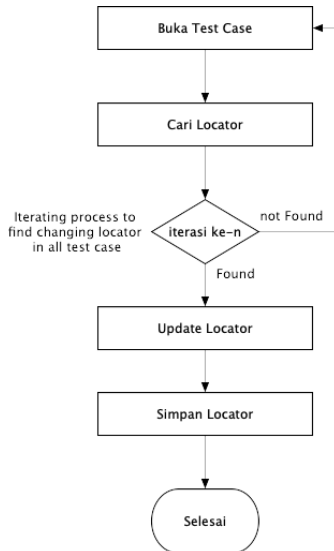 Buka Test Case
Cari Locator
Iterating process to
find changing locator
in all test case
iterasi ke-n
not Found
Found
Update Locator
Simpan Locator
Selesai